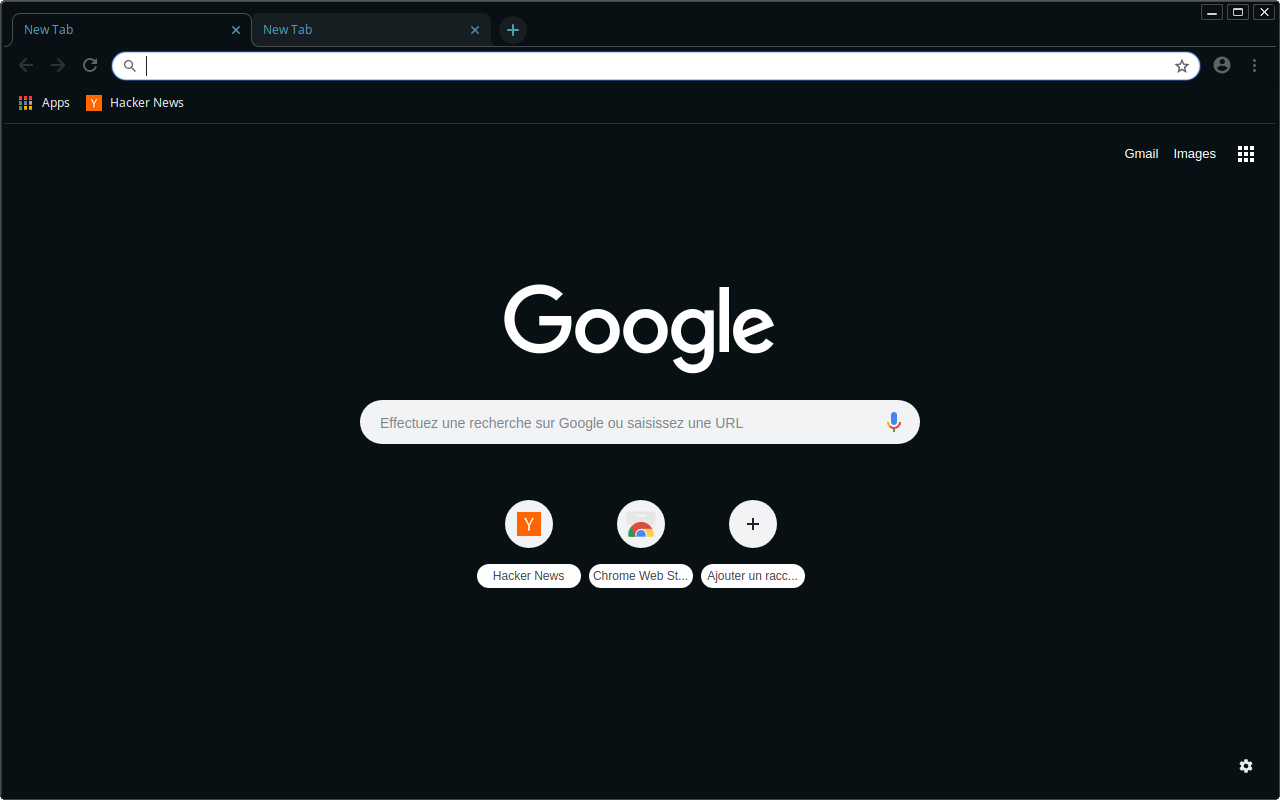 New Tab
New Tab
Apps
Hacker News
Gmail
Images
Google
Effectuez une recherche sur Google ou saisissez une URL
Y
Hacker News
Chrome Web St...
Ajouter un racc...